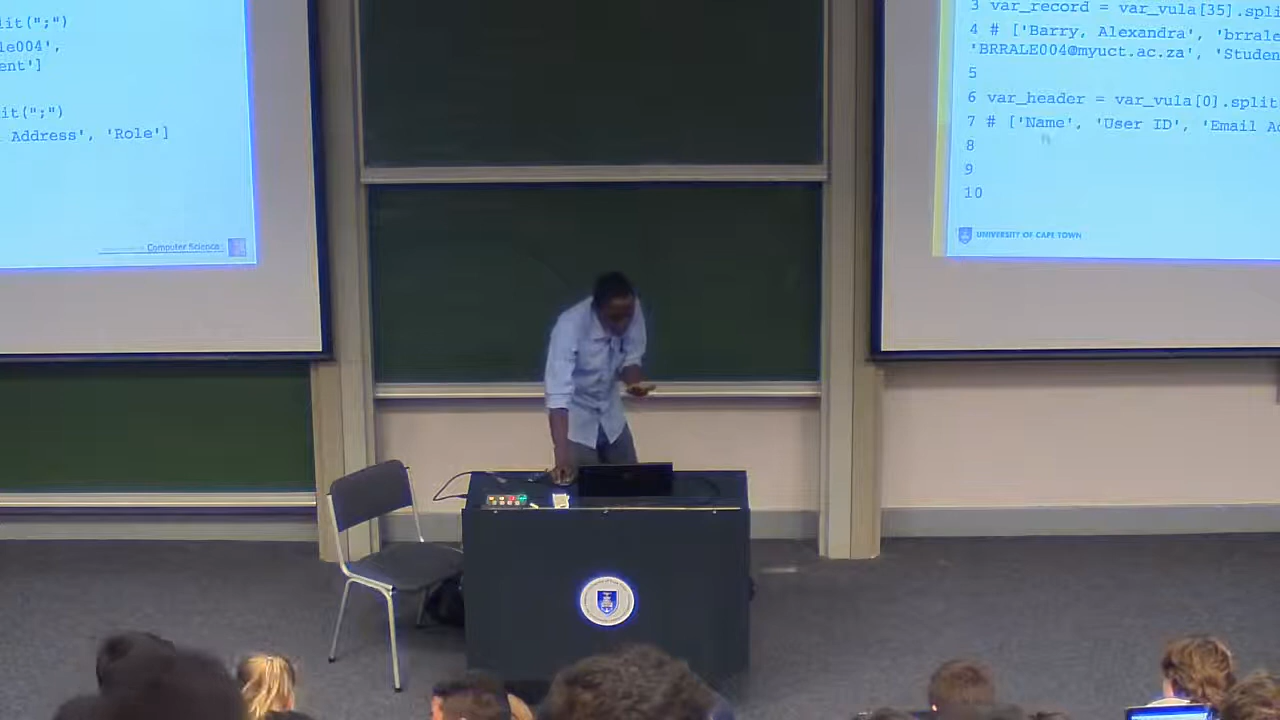 it(";")
le004',
ent']
it(";")
Address', 'Role']
Computer Science
3 var_record = var_vula[35].spli
4 # ['Barry, Alexandra', 'brrale
'BRRALE004@myuct.ac.za', 'Studen
5
6 var_header = var_vula[0].split
7 # ['Name', 'User ID', 'Email Ad
8
9
10
UNIVERSITY OF CAPE TOWN